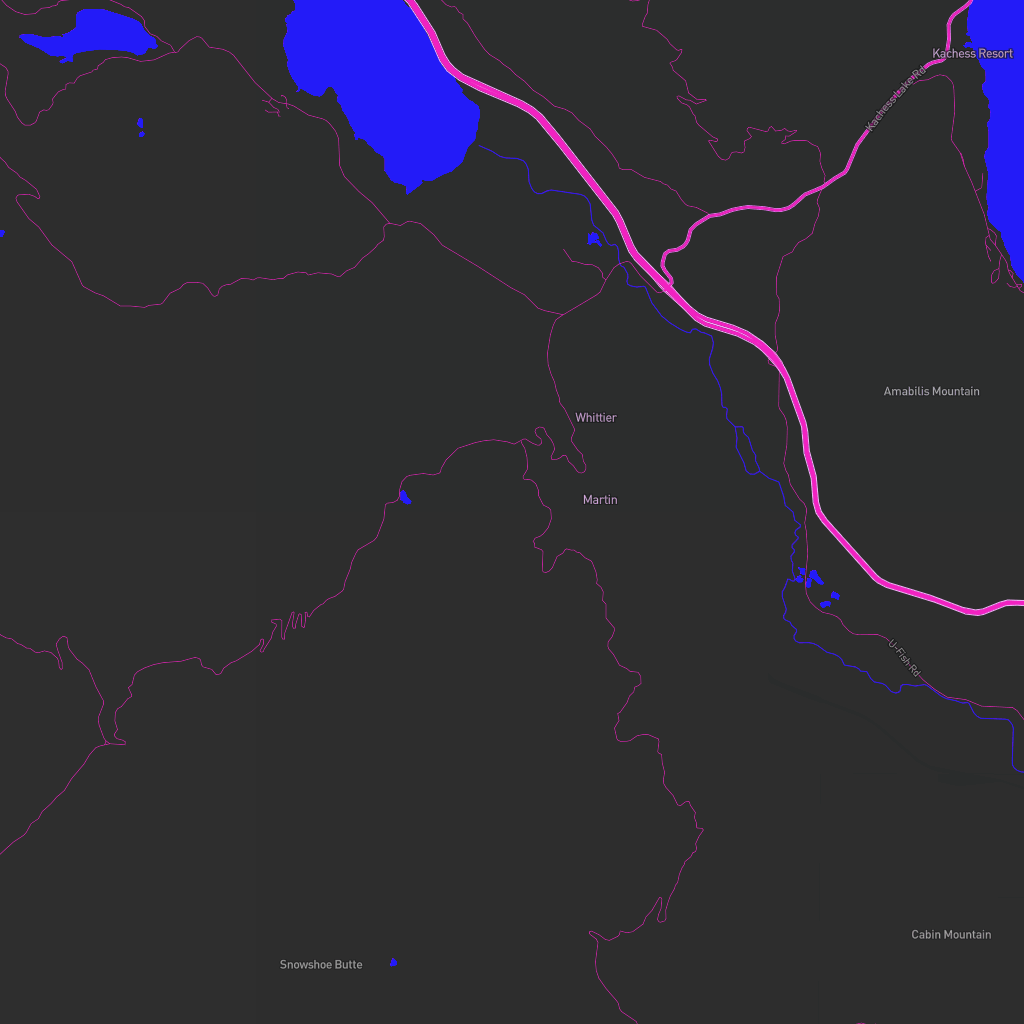 Kachess Resort
Kachess Lake Rd
Amabilis Mountain
Whittier
Martin
U-Fish Rd
Cabin Mountain
Snowshoe Butte